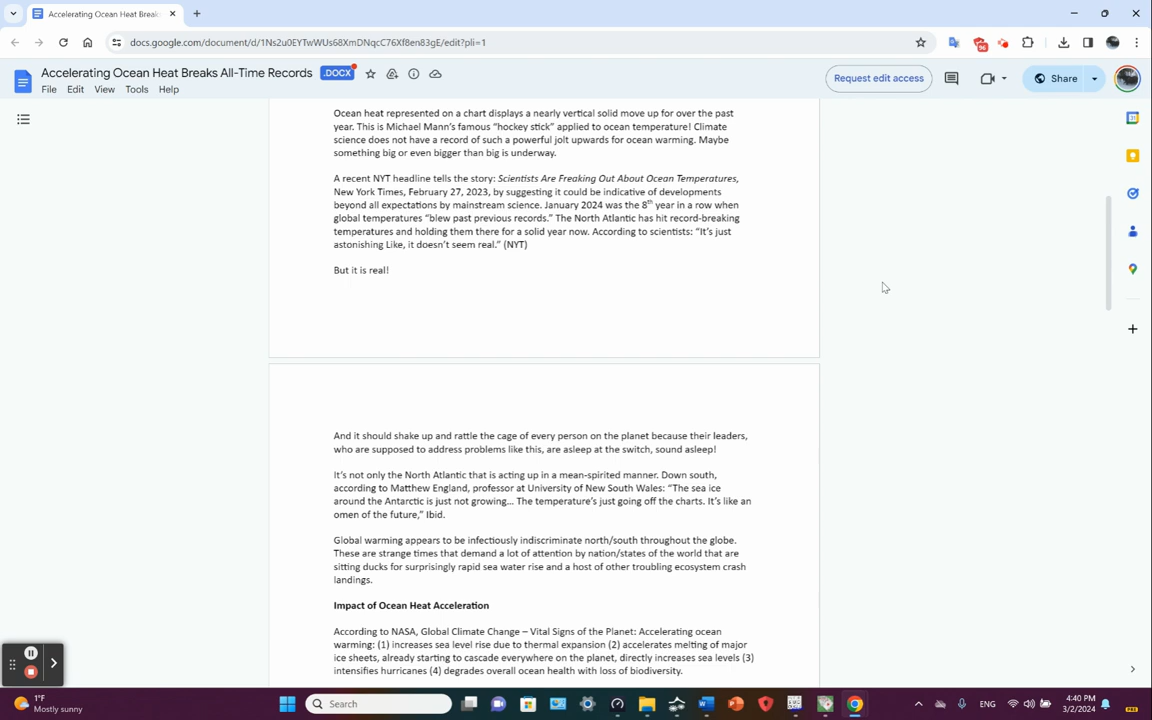 Accelerating Ocean Heat Breaks
docs.google.com/document/d/1Ns2u0EYTwWUs68XmDNqcC76Xf8en83gE/edit?pli=1
96
Accelerating Ocean Heat Breaks All-Time Records .DOCX
Request edit access
Share
File Edit View Tools Help
Ocean heat represented on a chart displays a nearly vertical solid move up for over the past
year. This is Michael Mann's famous "hockey stick" applied to ocean temperature! Climate
science does not have a record of such a powerful jolt upwards for ocean warming. Maybe
something big or even bigger than big is underway.
A recent NYT headline tells the story: Scientists Are Freaking Out About Ocean Temperatures,
New York Times, February 27, 2023, by suggesting it could be indicative of developments
beyond all expectations by mainstream science. January 2024 was the 8th year in a row when
global temperatures "blew past previous records." The North Atlantic has hit record-breaking
temperatures and holding them there for a solid year now. According to scientists: "It's just
astonishing Like, it doesn't seem real." (NYT)
But it is real!
And it should shake up and rattle the cage of every person on the planet because their leaders,
who are supposed to address problems like this, are asleep at the switch, sound asleep!
It's not only the North Atlantic that is acting up in a mean-spirited manner. Down south,
according to Matthew England, professor at University of New South Wales: "The sea ice
around the Antarctic is just not growing... The temperature's just going off the charts. It's like an
omen of the future," Ibid.
Global warming appears to be infectiously indiscriminate north/south throughout the globe.
These are strange times that demand a lot of attention by nation/states of the world that are
sitting ducks for surprisingly rapid sea water rise and a host of other troubling ecosystem crash
landings.
Impact of Ocean Heat Acceleration
According to NASA, Global Climate Change – Vital Signs of the Planet: Accelerating ocean
warming: (1) increases sea level rise due to thermal expansion (2) accelerates melting of major
ice sheets, already starting to cascade everywhere on the planet, directly increases sea levels (3)
intensifies hurricanes (4) degrades overall ocean health with loss of biodiversity.
1°F
Mostly sunny
Search
ENG
4:40 PM
3/2/2024